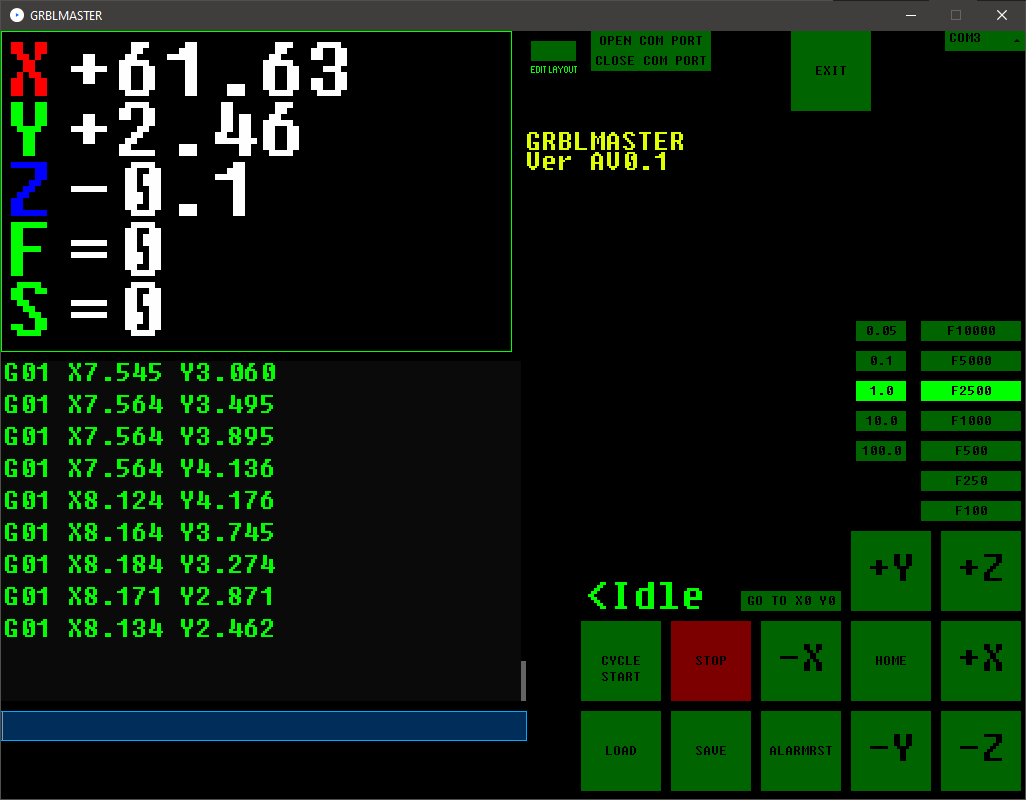 GRBLMASTER
X +61.63
Y +2.46
Z -0.1
F =0
S =0
EDIT LAYOUT
OPEN COM PORT
CLOSE COM PORT
EXIT
COM3
GRBLMASTER
Ver AV0.1
G01 X7.545 Y3.060
G01 X7.564 Y3.495
G01 X7.564 Y3.895
G01 X7.564 Y4.136
G01 X8.124 Y4.176
G01 X8.164 Y3.745
G01 X8.184 Y3.274
G01 X8.171 Y2.871
G01 X8.134 Y2.462
0.05 F10000
0.1 F5000
1.0 F2500
10.0 F1000
100.0 F500
F250
F100
+Y +Z
<Idle GO TO X0 Y0
CYCLE
START
STOP
-X
HOME
+X
LOAD SAVE ALARMRST -Y -Z